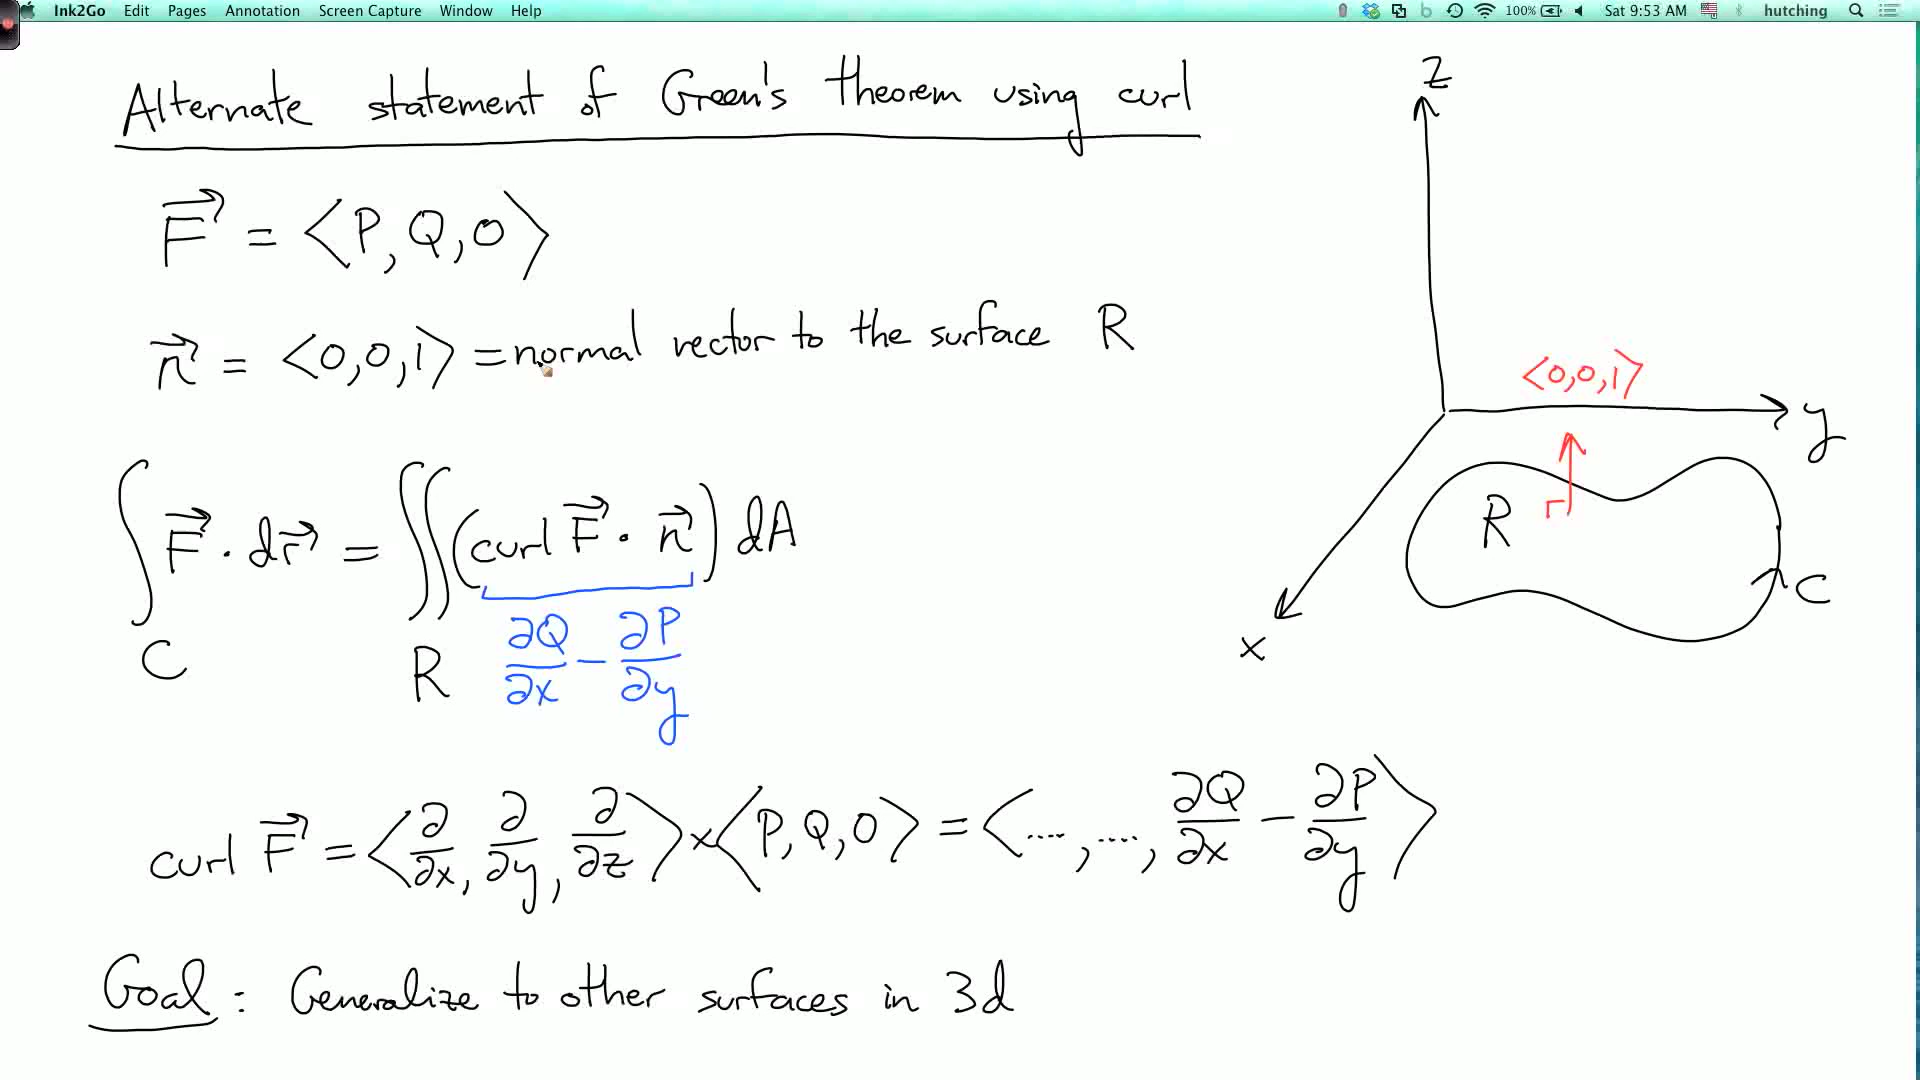 Ink2Go Edit Pages Annotation Screen Capture Window Help 100% Sat 9:53 AM hutching
Alternate statement of Green's theorem using curl
F⃗ = ⟨P, Q, 0⟩
n⃗ = ⟨0,0,1⟩ = normal vector to the surface R
∫_C F⃗ · dr⃗ = ∬_R (curl F⃗ · n⃗) dA
∂Q/∂x − ∂P/∂y
curl F⃗ = ⟨∂/∂x, ∂/∂y, ∂/∂z⟩ × ⟨P, Q, 0⟩ = ⟨....., ....., ∂Q/∂x − ∂P/∂y⟩
Goal: Generalize to other surfaces in 3d
z
⟨0,0,1⟩
y
R
C
x